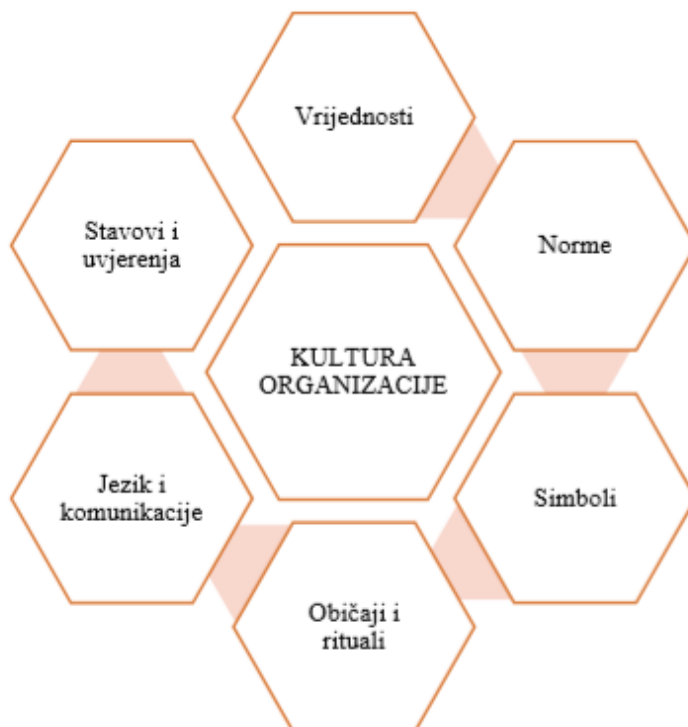 Vrijednosti
Stavovi i
uvjerenja
Norme
KULTURA
ORGANIZACIJE
Jezik i
komunikacije
Simboli
Običaji i
rituali